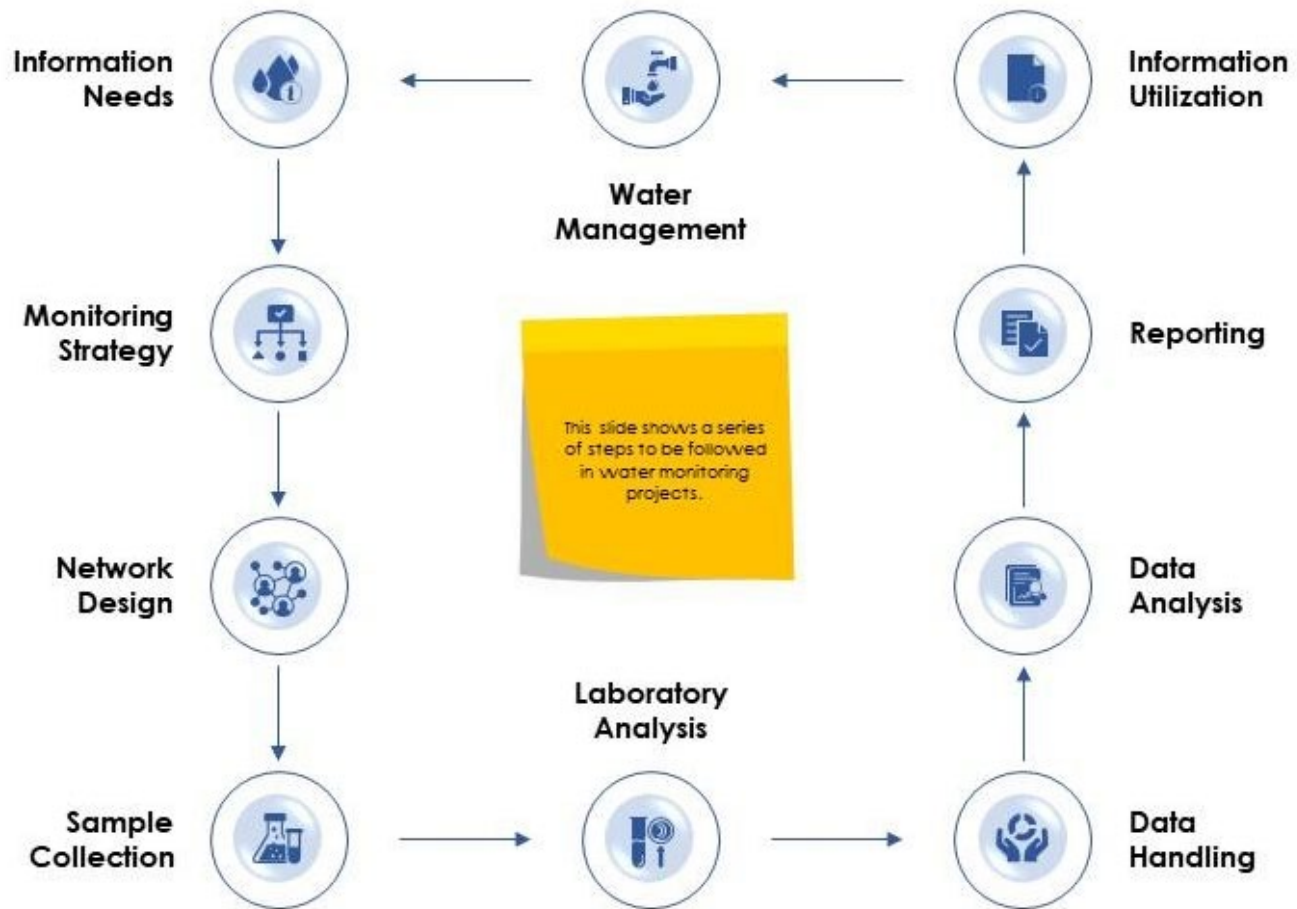 Information
Needs
Water
Management
Information
Utilization
Monitoring
Strategy
This slide shows a series
of steps to be followed
in water monitoring
projects.
Reporting
Network
Design
Data
Analysis
Laboratory
Analysis
Sample
Collection
Data
Handling